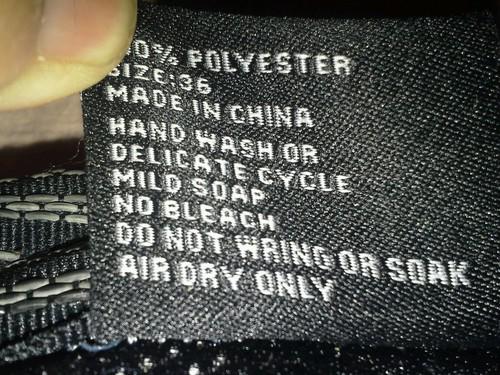 % POLYESTER
SIZE:36
MADE IN CHINA
HAND WASH OR
DELICATE CYCLE
MILD SOAP
NO BLEACH
DO NOT WRING OR SOAK
AIR DRY ONLY